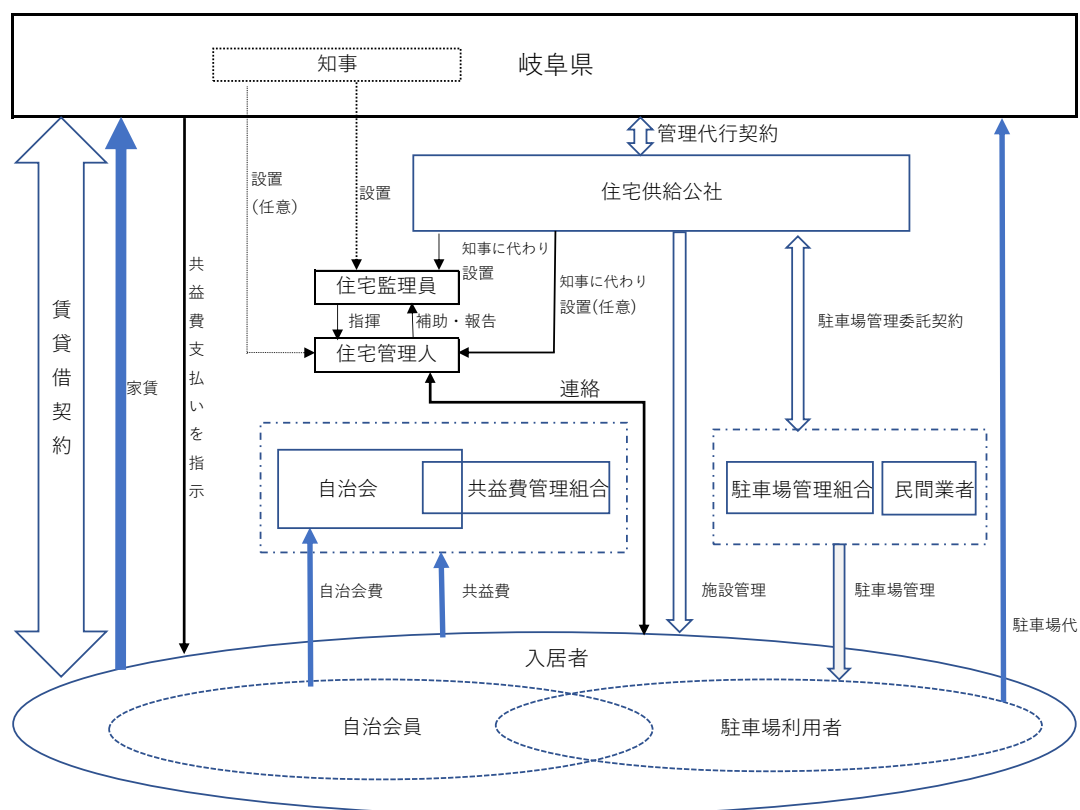 知事
岐阜県
管理代行契約
住宅供給公社
設置
(任意)
設置
知事に代わり
設置
知事に代わり
設置(任意)
住宅監理員
指揮
補助・報告
住宅管理人
駐車場管理委託契約
賃貸借契約
家賃
共益費支払いを指示
連絡
自治会
共益費管理組合
駐車場管理組合
民間業者
自治会費
共益費
施設管理
駐車場管理
駐車場代
入居者
自治会員
駐車場利用者